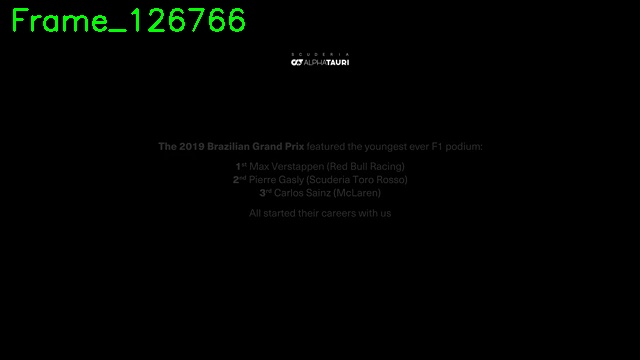 Frame_126766
SCUDERIA
ALPHATAURI
The 2019 Brazilian Grand Prix featured the youngest ever F1 podium:
1st Max Verstappen (Red Bull Racing)
2nd Pierre Gasly (Scuderia Toro Rosso)
3rd Carlos Sainz (McLaren)
All started their careers with us